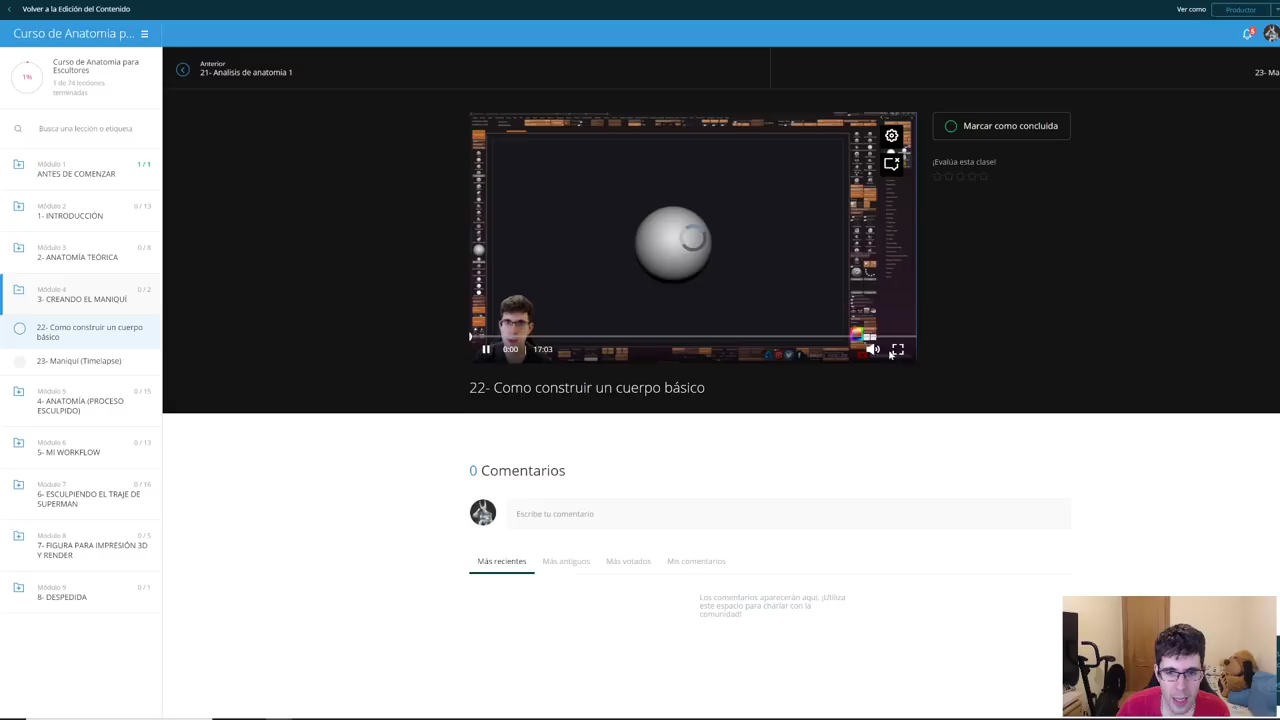 Volver a la Edición del Contenido
Ver como
Productor
Curso de Anatomia p...
5
1%
Curso de Anatomia para
Escultores
1 de 74 lecciones
terminadas
Busca una lección o etiqueta
Módulo 1
1 / 1
ANTES DE COMENZAR
Módulo 2
0 / 13
1- INTRODUCCIÓN
Módulo 3
0 / 8
2- ANATOMÍA TEÓRICA
Módulo 4
0 / 2
3- CREANDO EL MANIQUÍ
22- Como construir un cuerpo
básico
23- Maniquí (Timelapse)
Módulo 5
0 / 15
4- ANATOMÍA (PROCESO
ESCULPIDO)
Módulo 6
0 / 13
5- MI WORKFLOW
Módulo 7
0 / 16
6- ESCULPIENDO EL TRAJE DE
SUPERMAN
Módulo 8
0 / 5
7- FIGURA PARA IMPRESIÓN 3D
Y RENDER
Módulo 9
0 / 1
8- DESPEDIDA
Anterior
21- Análisis de anatomia 1
23- Ma
0:00 | 17:03
Marcar como concluida
¡Evalúa esta clase!
22- Como construir un cuerpo básico
0 Comentarios
Escribe tu comentario
Más recientes
Más antiguos
Más votados
Mis comentarios
Los comentarios aparecerán aquí. ¡Utiliza
este espacio para charlar con la
comunidad!